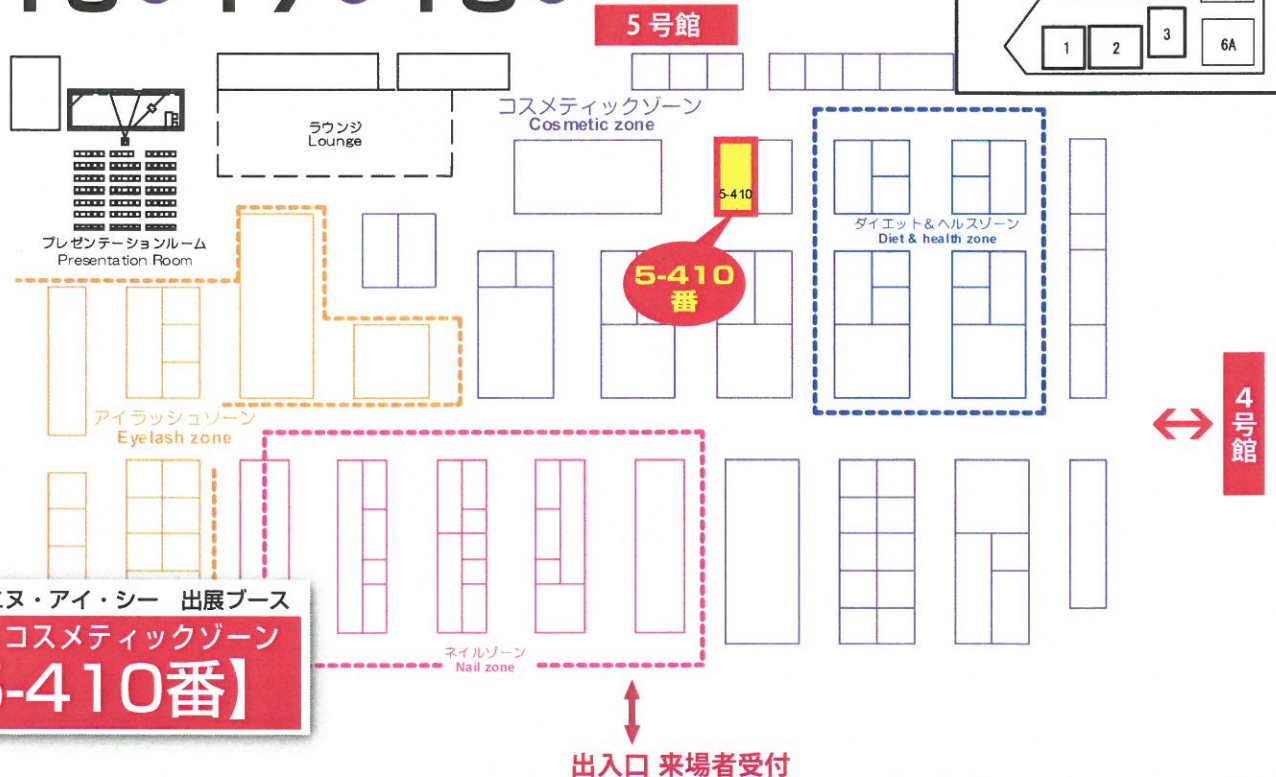 5号館
1
2
3
6A
コスメティックゾーン
Cosmetic zone
ラウンジ
Lounge
5-410
ダイエット&ヘルスゾーン
Diet & health zone
プレゼンテーションルーム
Presentation Room
5-410
番
4号館
アイラッシュゾーン
Eyelash zone
ヌ・アイ・シー 出展ブース
コスメティックゾーン
-410番】
ネイルゾーン
Nail zone
出入口 来場者受付